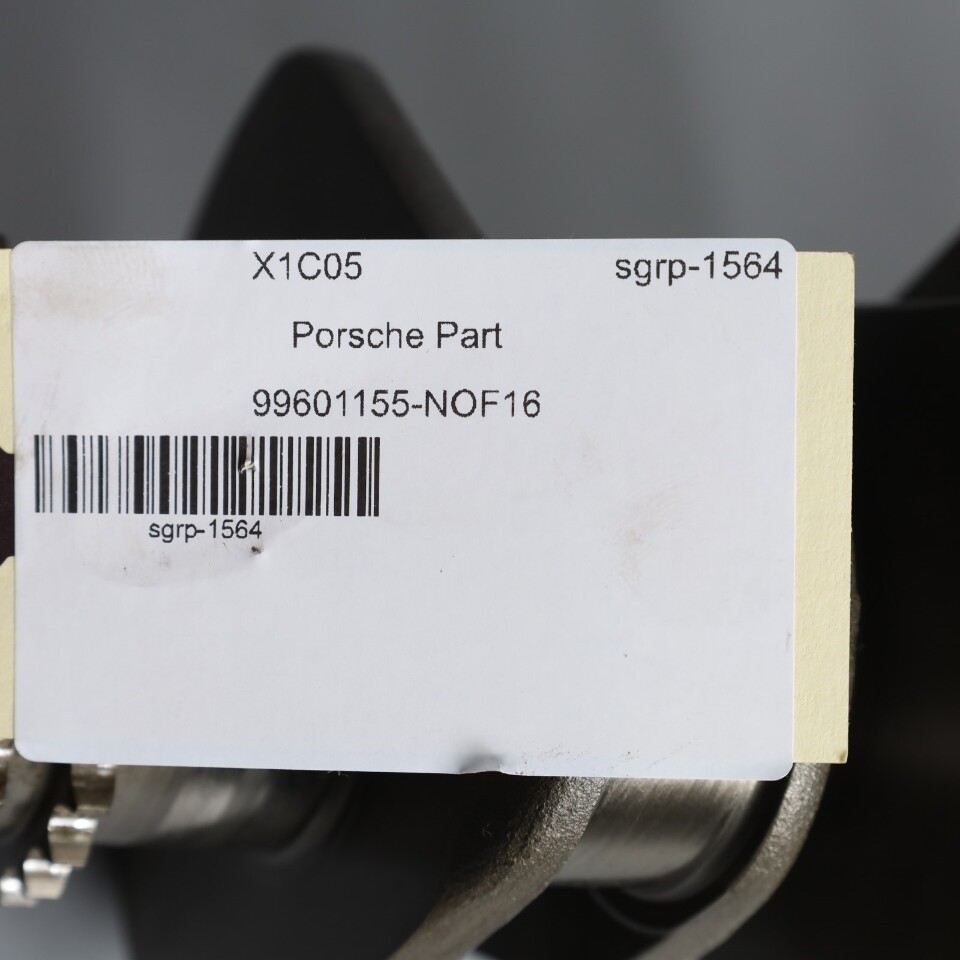 X1C05 sgrp-1564
Porsche Part
99601155-NOF16
sgrp-1564